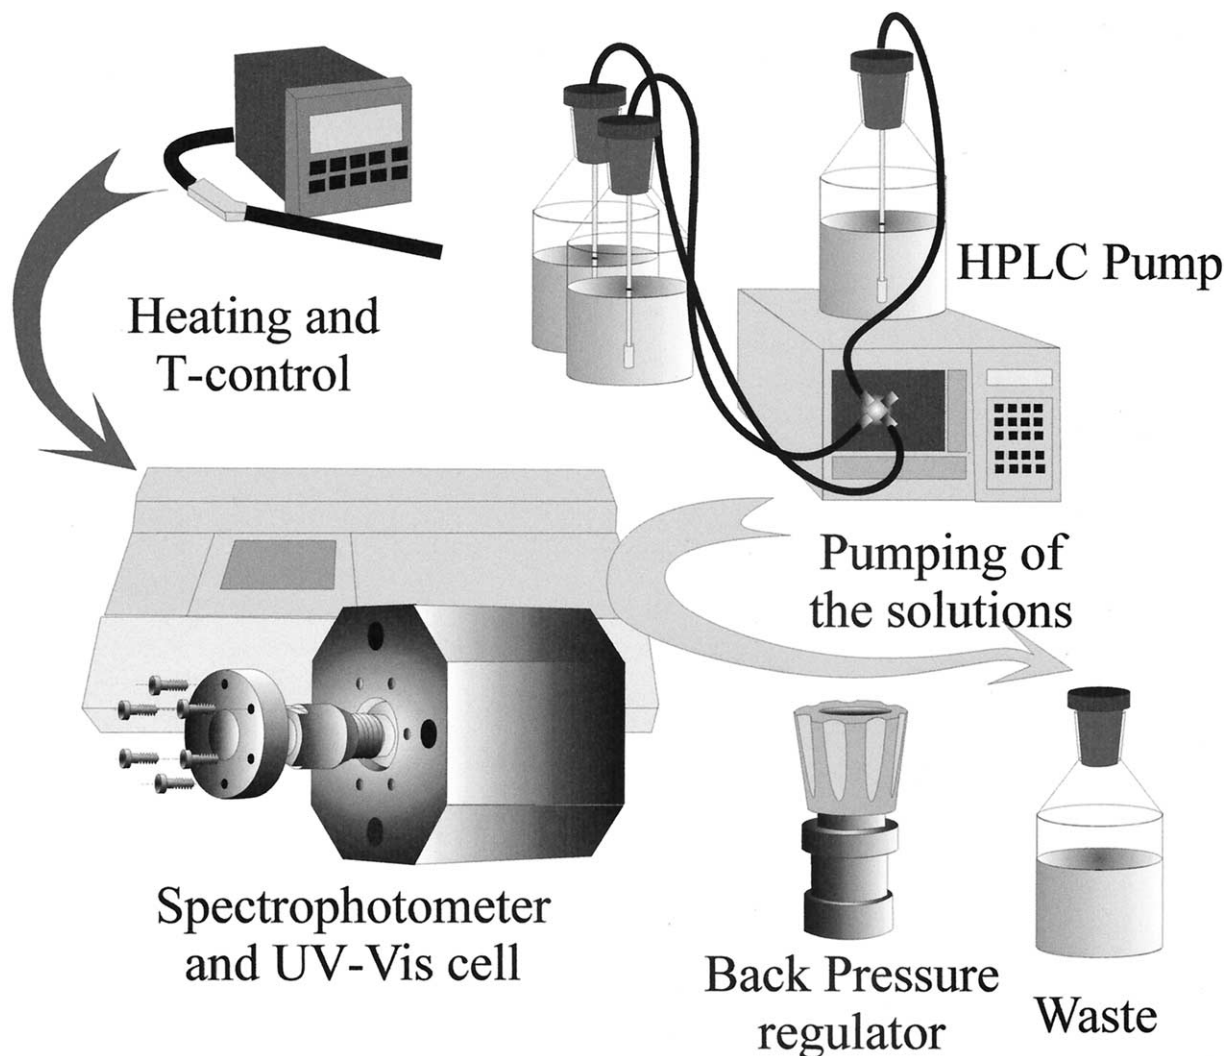 HPLC Pump
Heating and
T-control
Pumping of
the solutions
Spectrophotometer
and UV-Vis cell
Back Pressure
regulator
Waste